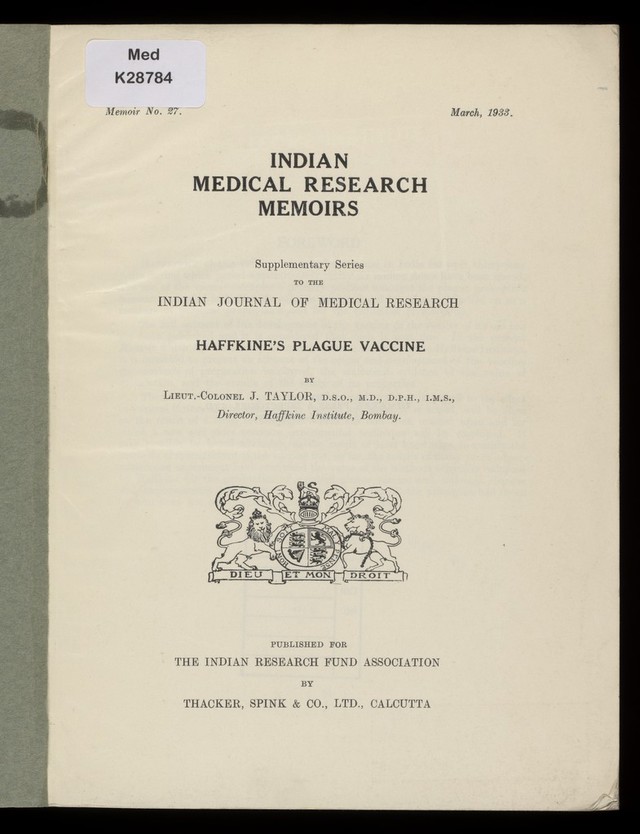 Med
K28784
Memoir No. 27. March, 1933.
INDIAN
MEDICAL RESEARCH
MEMOIRS
Supplementary Series
TO THE
INDIAN JOURNAL OF MEDICAL RESEARCH
HAFFKINE'S PLAGUE VACCINE
BY
LIEUT.-COLONEL J. TAYLOR, D.S.O., M.D., D.P.H., I.M.S.,
Director, Haffkine Institute, Bombay.
DIEU ET MON DROIT
PUBLISHED FOR
THE INDIAN RESEARCH FUND ASSOCIATION
BY
THACKER, SPINK & CO., LTD., CALCUTTA